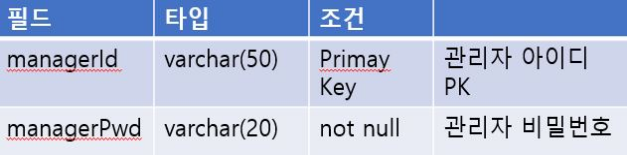 필드 타입 조건
managerId varchar(50) Primay 관리자 아이디
Key PK
managerPwd varchar(20) not null 관리자 비밀번호